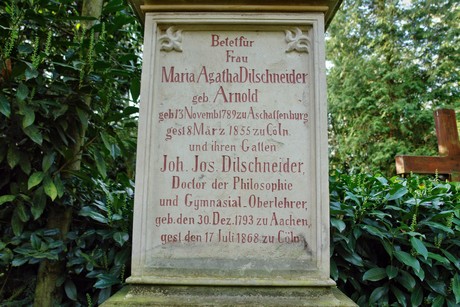 Betet für
Frau
Maria Agatha Dilschneider
geb. Arnold
geb. 13 Novemb. 1789 zu Aschaffenburg
gest 8 März 1855 zu Cöln.
und ihren Gatten
Joh. Jos. Dilschneider,
Doctor der Philosophie
und Gymnasial-Oberlehrer,
geb. den 30. Dez. 1793 zu Aachen,
gest den 17 Juli 1868 zu Cöln.